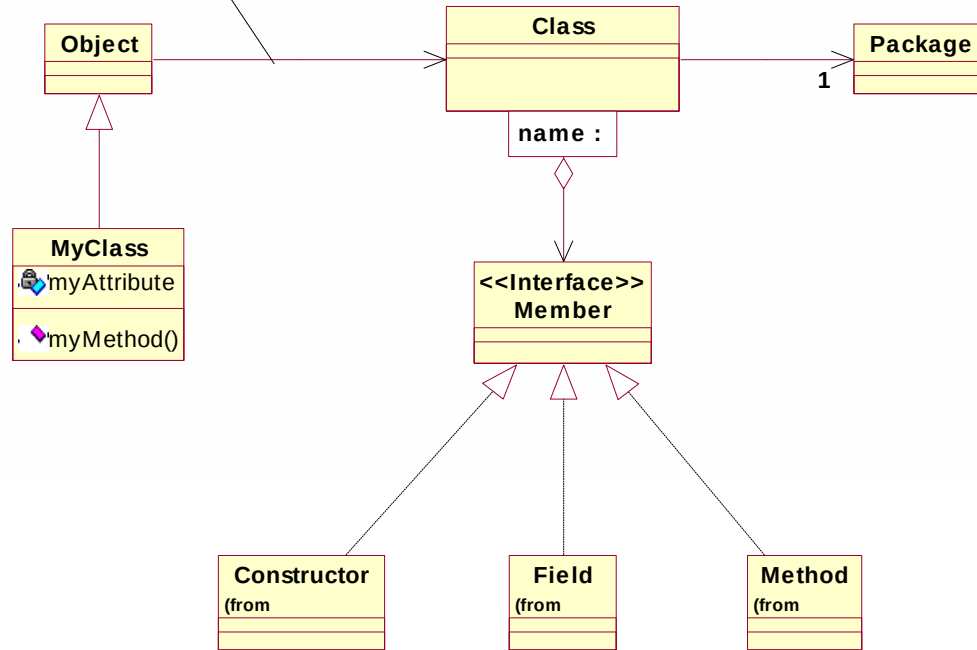 Object
Class
Package
1
name :
MyClass
myAttribute
myMethod()
<<Interface>>
Member
Constructor
(from
Field
(from
Method
(from